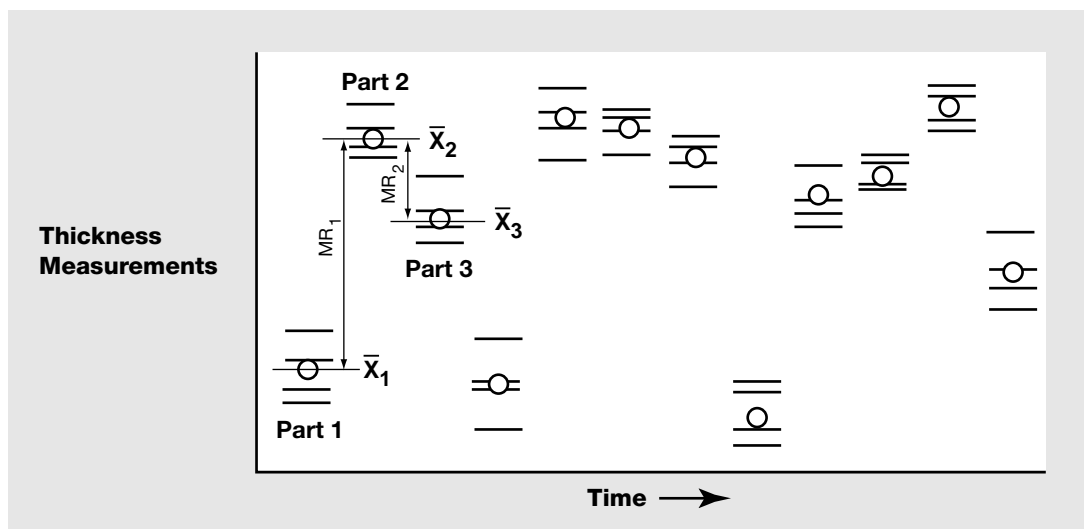 Part 2
X̅₂
MR₂
MR₁
X̅₃
Thickness
Measurements
Part 3
X̅₁
Part 1
Time